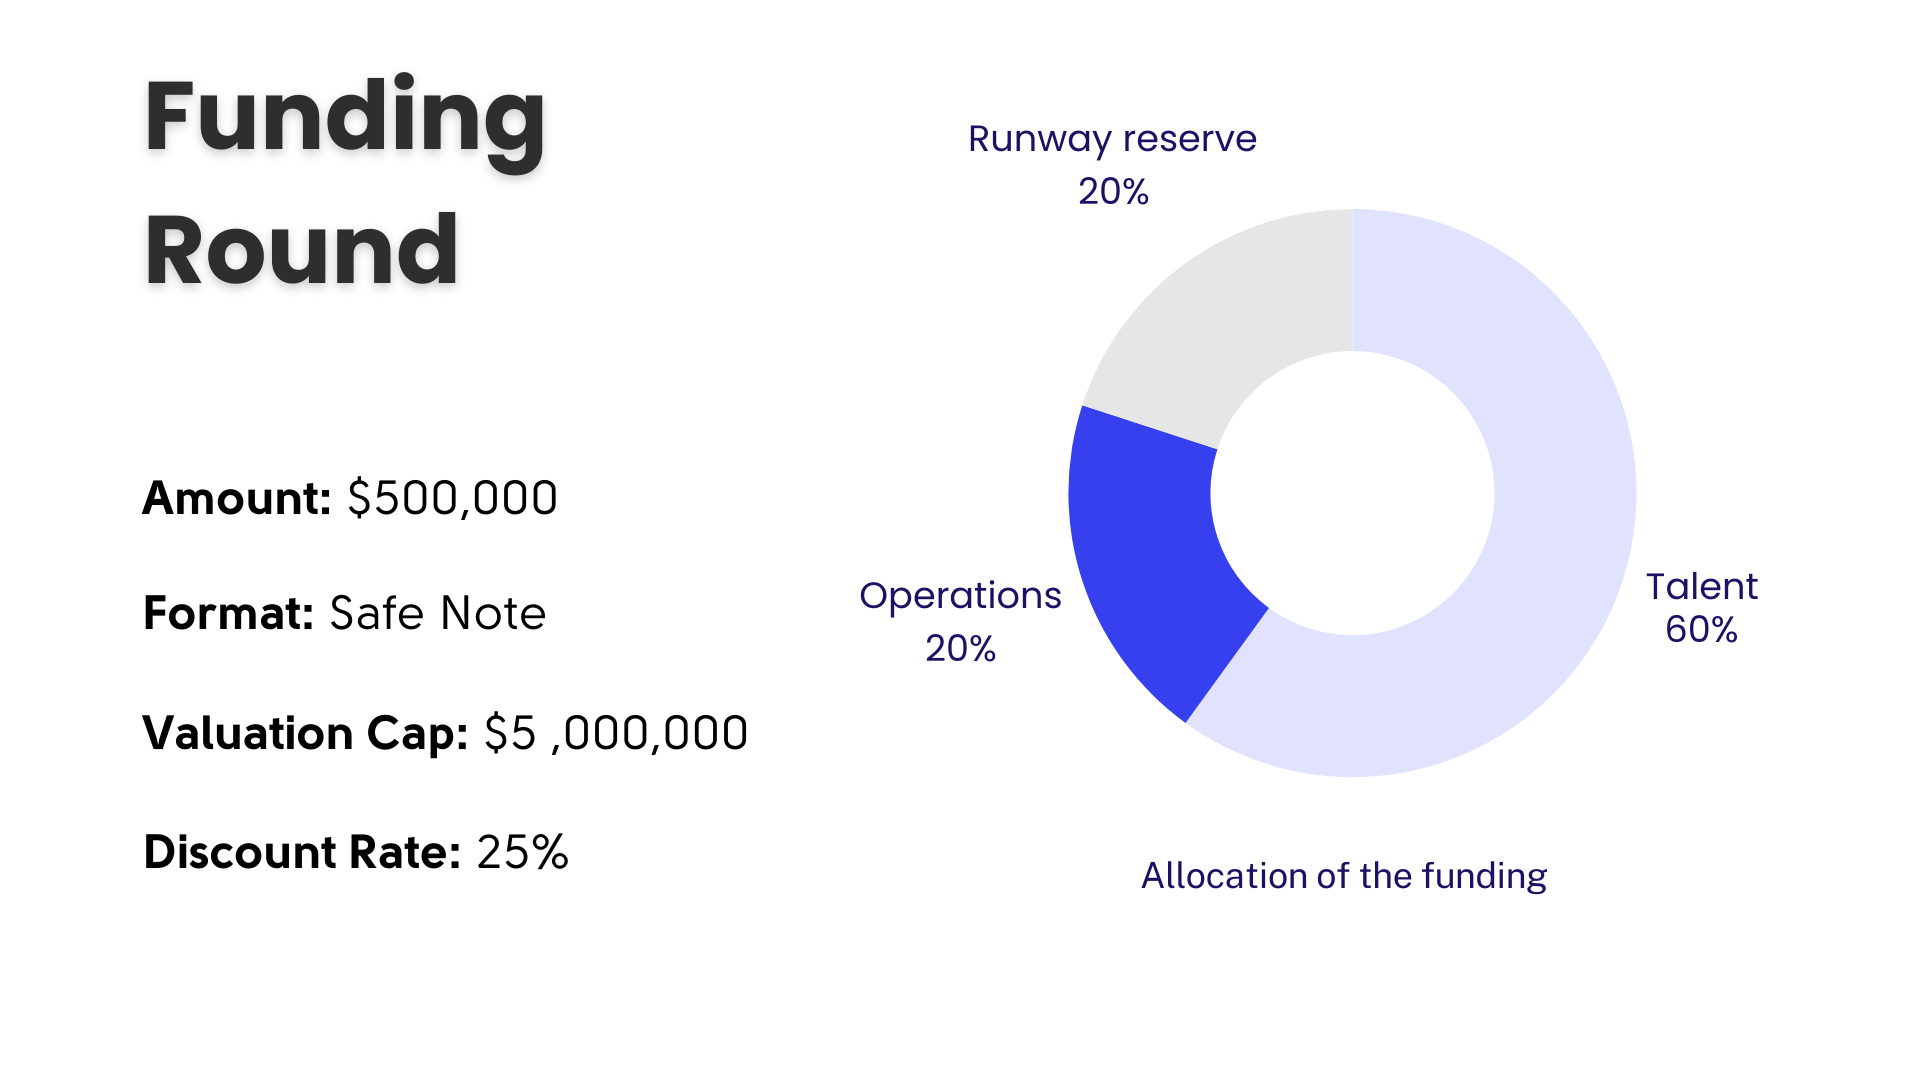 Funding
Round
Amount: $500,000
Format: Safe Note
Valuation Cap: $5 ,000,000
Discount Rate: 25%
Runway reserve
20%
Operations
20%
Talent
60%
Allocation of the funding